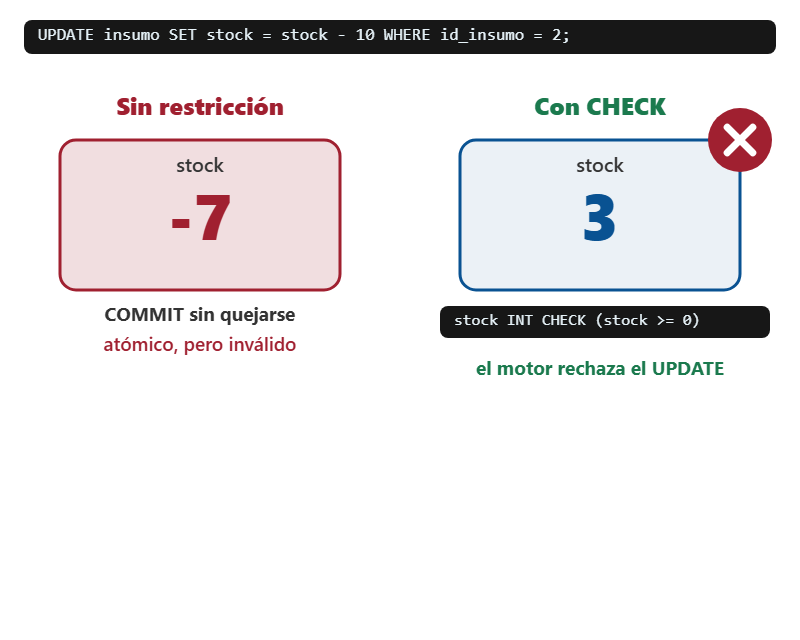 UPDATE insumo SET stock = stock - 10 WHERE id_insumo = 2;
Sin restricción
stock
-7
COMMIT sin quejarse
atómico, pero inválido
Con CHECK
stock
3
stock INT CHECK (stock >= 0)
el motor rechaza el UPDATE